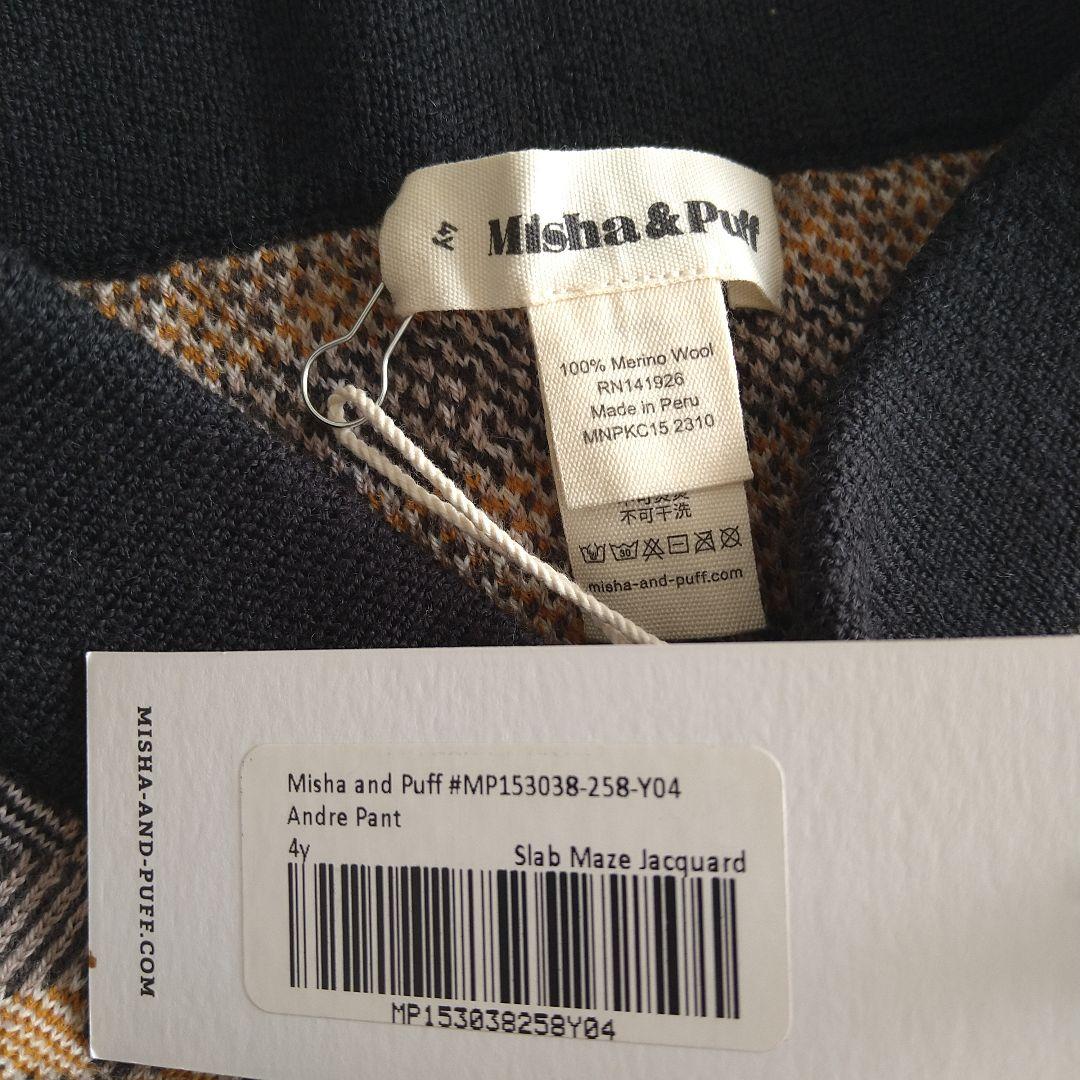 4Y
Misha&Puff
100% Merino Wool
RN141926
Made in Peru
MNPKC15 2310
不可干洗
30
misha-and-puff.com
MISHA-AND-PUFF.COM
Misha and Puff #MP153038-258-Y04
Andre Pant
4y
Slab Maze Jacquard
MP153038258Y04